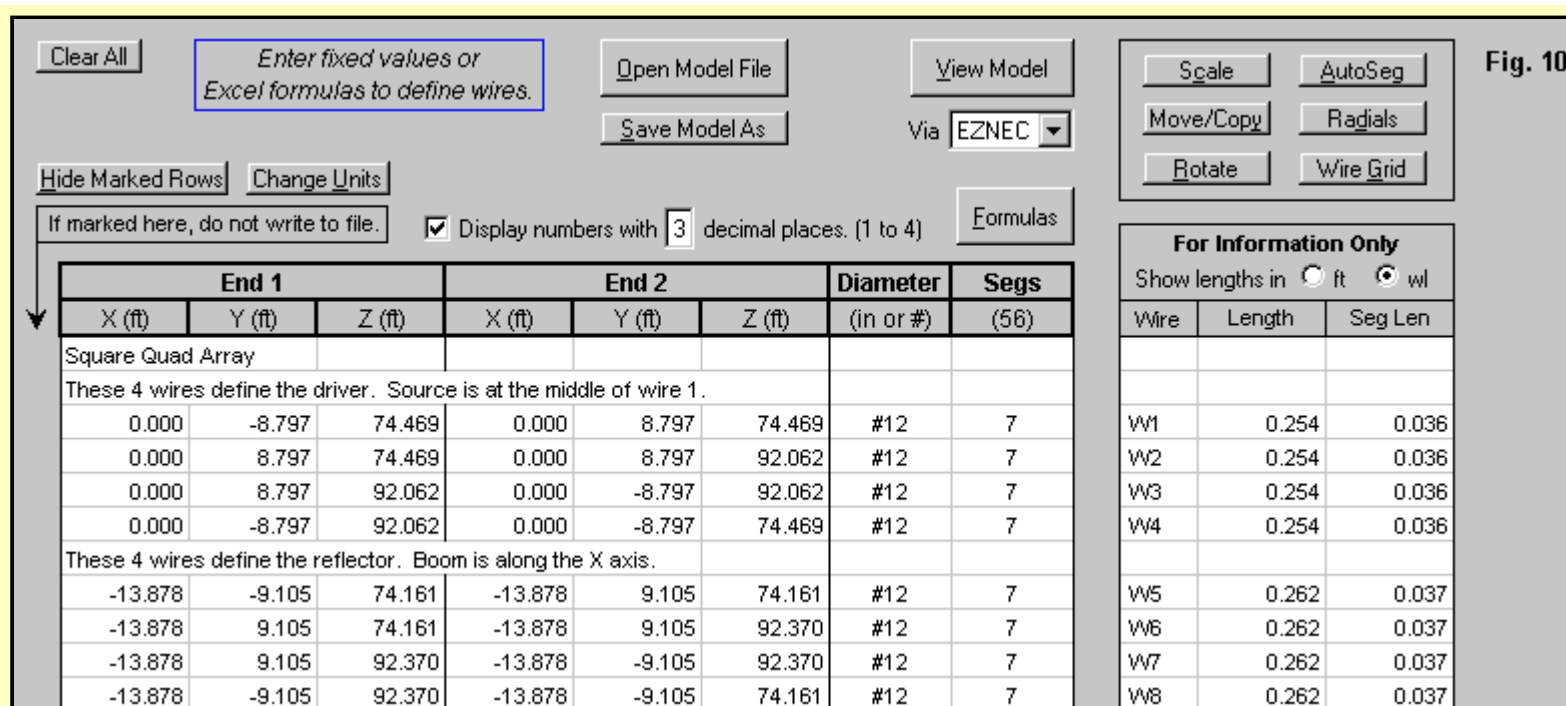 Clear All
Enter fixed values or
Excel formulas to define wires.
Open Model File
View Model
Save Model As
Via EZNEC
Scale AutoSeg
Move/Copy Radials
Rotate Wire Grid
Fig. 10
Hide Marked Rows Change Units
If marked here, do not write to file.
Display numbers with 3 decimal places. (1 to 4)
Formulas
For Information Only
Show lengths in ft wl
End 1 End 2 Diameter Segs
X (ft) Y (ft) Z (ft) X (ft) Y (ft) Z (ft) (in or #) (56) Wire Length Seg Len
Square Quad Array
These 4 wires define the driver. Source is at the middle of wire 1.
0.000 -8.797 74.469 0.000 8.797 74.469 #12 7 W1 0.254 0.036
0.000 8.797 74.469 0.000 8.797 92.062 #12 7 W2 0.254 0.036
0.000 8.797 92.062 0.000 -8.797 92.062 #12 7 W3 0.254 0.036
0.000 -8.797 92.062 0.000 -8.797 74.469 #12 7 W4 0.254 0.036
These 4 wires define the reflector. Boom is along the X axis.
-13.878 -9.105 74.161 -13.878 9.105 74.161 #12 7 W5 0.262 0.037
-13.878 9.105 74.161 -13.878 9.105 92.370 #12 7 W6 0.262 0.037
-13.878 9.105 92.370 -13.878 -9.105 92.370 #12 7 W7 0.262 0.037
-13.878 -9.105 92.370 -13.878 -9.105 74.161 #12 7 W8 0.262 0.037